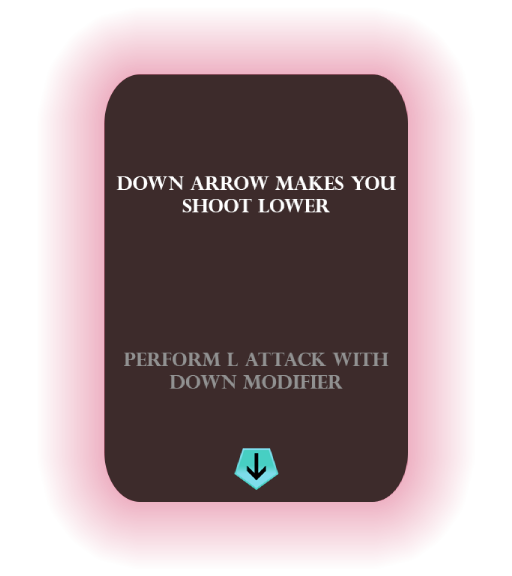 DOWN ARROW MAKES YOU
SHOOT LOWER
PERFORM L ATTACK WITH
DOWN MODIFIER